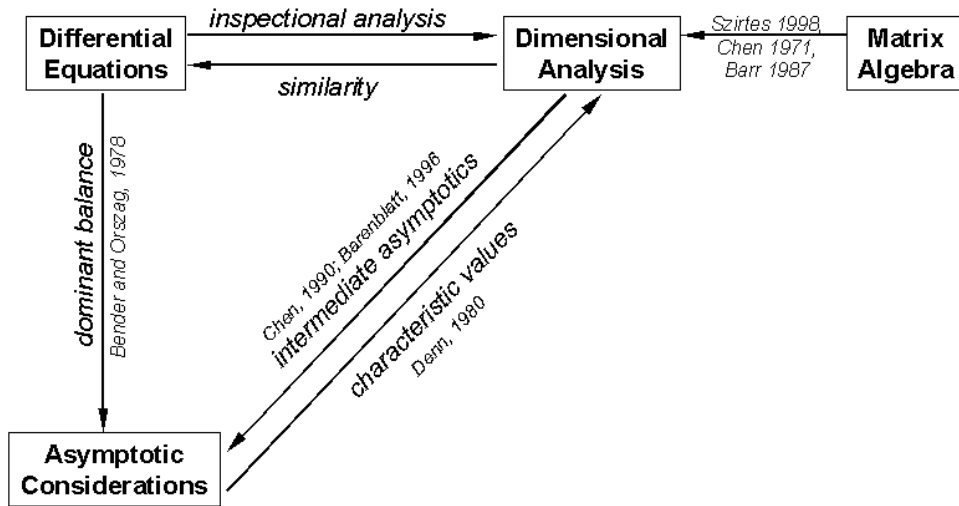 Differential
Equations
inspectional analysis
similarity
Dimensional
Analysis
Szirtes 1998,
Chen 1971,
Barr 1987
Matrix
Algebra
dominant balance
Bender and Orszag, 1978
Chen, 1990; Barenblatt, 1996
intermediate asymptotics
characteristic values
Denn, 1980
Asymptotic
Considerations